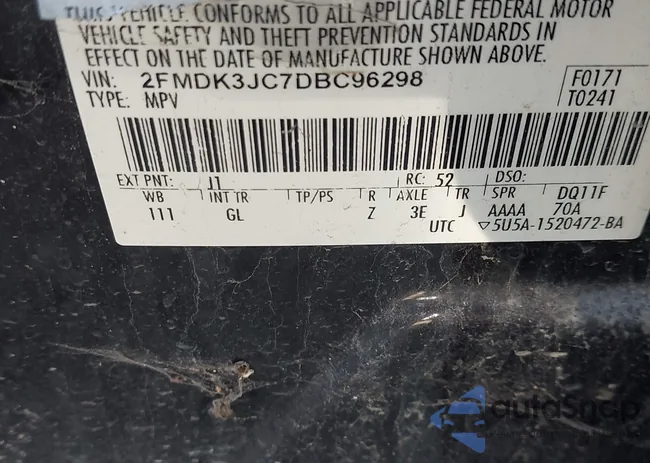 THIS VEHICLE CONFORMS TO ALL APPLICABLE FEDERAL MOTOR
VEHICLE SAFETY AND THEFT PREVENTION STANDARDS IN
EFFECT ON THE DATE OF MANUFACTURE SHOWN ABOVE.
VIN: 2FMDK3JC7DBC96298 F0171
TYPE: MPV T0241
EXT PNT: J1 RC: 52 DSO:
WB INT TR TP/PS R AXLE TR SPR DQ11F
111 GL Z 3E J AAAA 70A
UTC ▽5U5A-1520472-BA
autoSnap